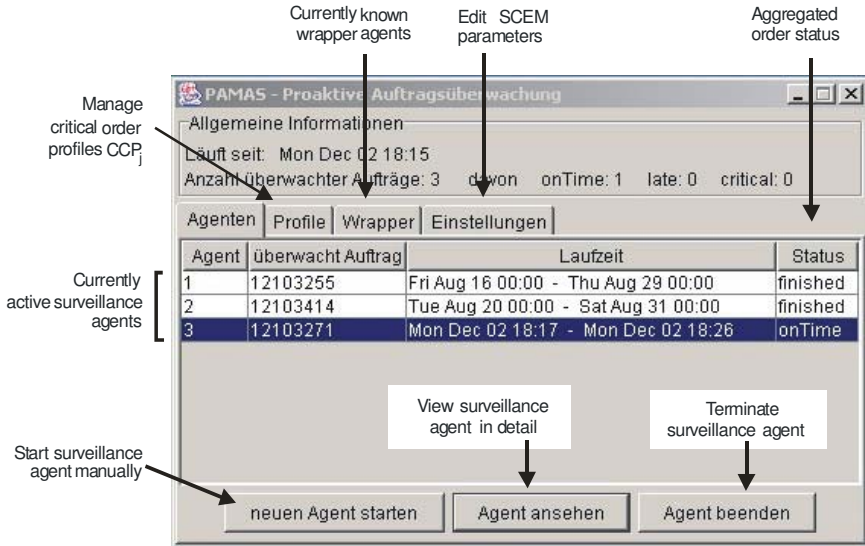 Currently known
wrapper agents
Edit SCEM
parameters
Aggregated
order status
Manage
critical order
profiles CCPj
PAMAS - Proaktive Auftragsüberwachung
Allgemeine Informationen
Läuft seit: Mon Dec 02 18:15
Anzahl überwachter Aufträge: 3 davon onTime: 1 late: 0 critical: 0
Agenten Profile Wrapper Einstellungen
Agent überwacht Auftrag Laufzeit Status
1 12103255 Fri Aug 16 00:00 - Thu Aug 29 00:00 finished
2 12103414 Tue Aug 20 00:00 - Sat Aug 31 00:00 finished
3 12103271 Mon Dec 02 18:17 - Mon Dec 02 18:26 onTime
Currently
active surveillance
agents
View surveillance
agent in detail
Terminate
surveillance agent
Start surveillance
agent manually
neuen Agent starten Agent ansehen Agent beenden